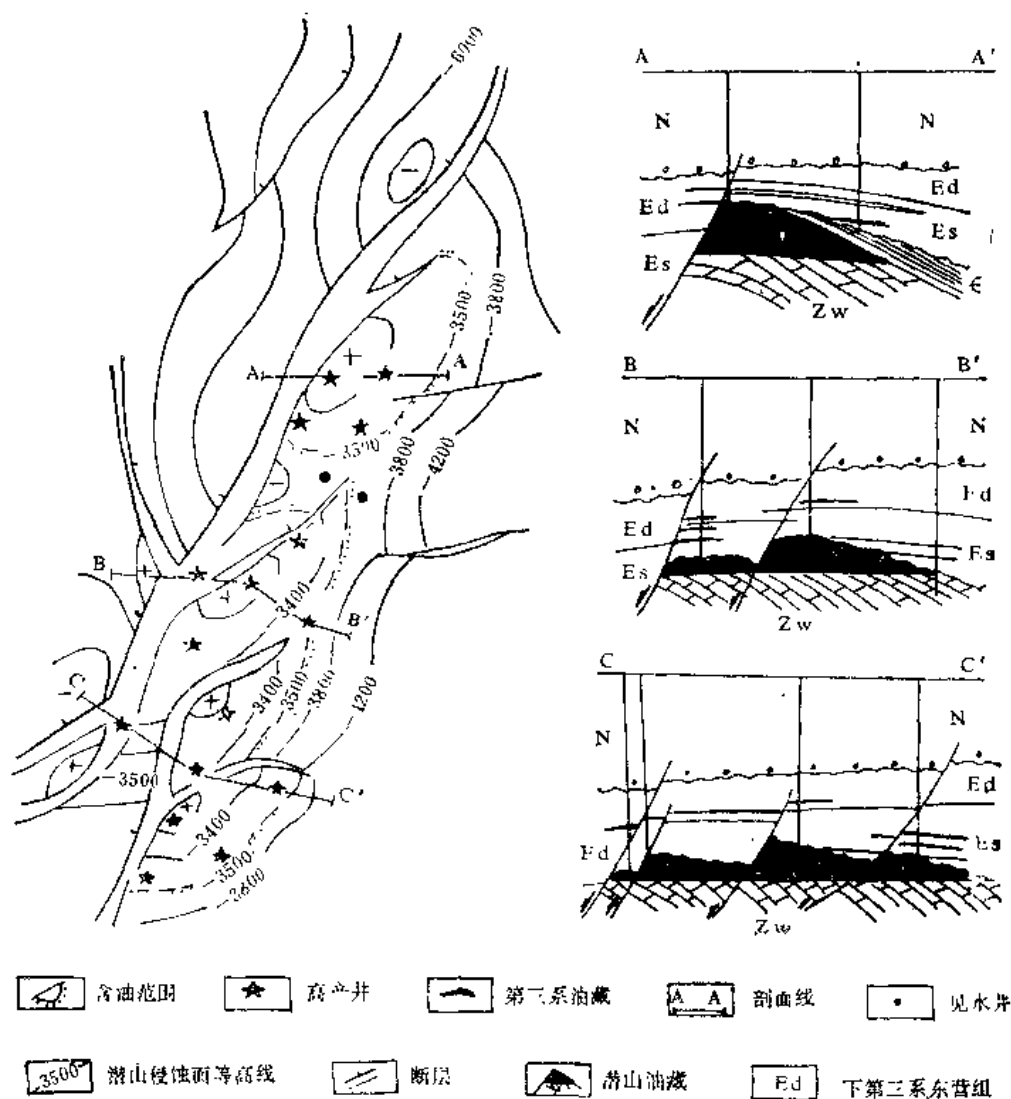 6000
3500
3800
A
A
3500
3800
4200
B
3400
B'
C
3400
3500
3800
4200
3500
C'
3400
3500
3600
A A'
N N
Ed Ed
Es Es
Zw
Є
B B'
N N
Ed Ed
Es Es
Zw
C C'
N N
Ed Ed
Es
Zw
含油范围 高产井 第三系油藏 A A 剖面线 见水井
3500 潜山侵蚀面等高线 断层 潜山油藏 Ed 下第三系东营组